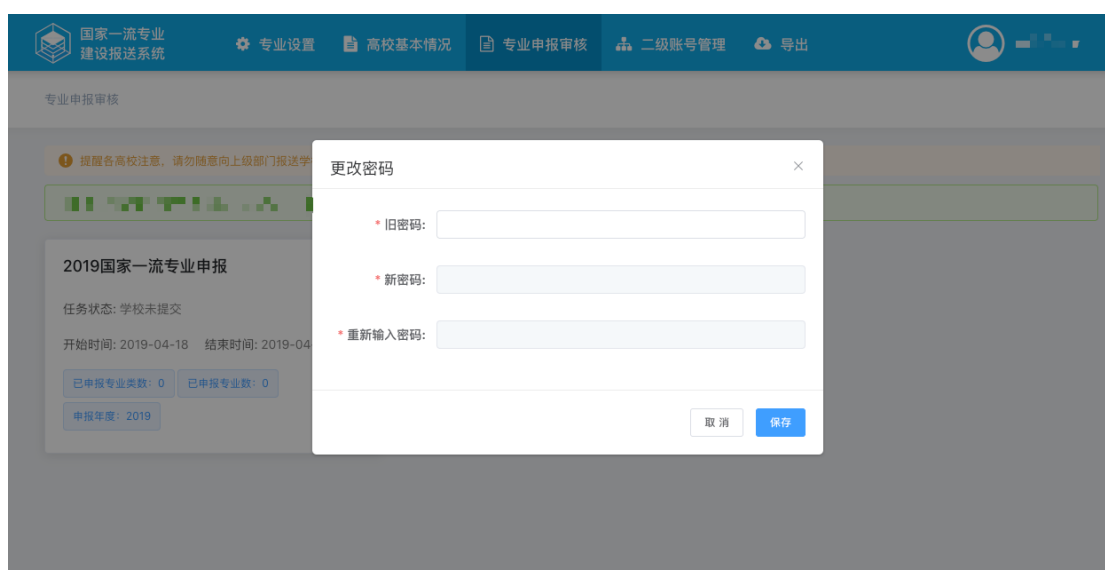 国家一流专业
建设报送系统
专业设置
高校基本情况
专业申报审核
二级账号管理
导出
专业申报审核
提醒各高校注意，请勿随意向上级部门报送学
更改密码
* 旧密码:
* 新密码:
* 重新输入密码:
取 消
保存
2019国家一流专业申报
任务状态: 学校未提交
开始时间: 2019-04-18 结束时间: 2019-04
已申报专业类数：0
已申报专业数：0
申报年度：2019